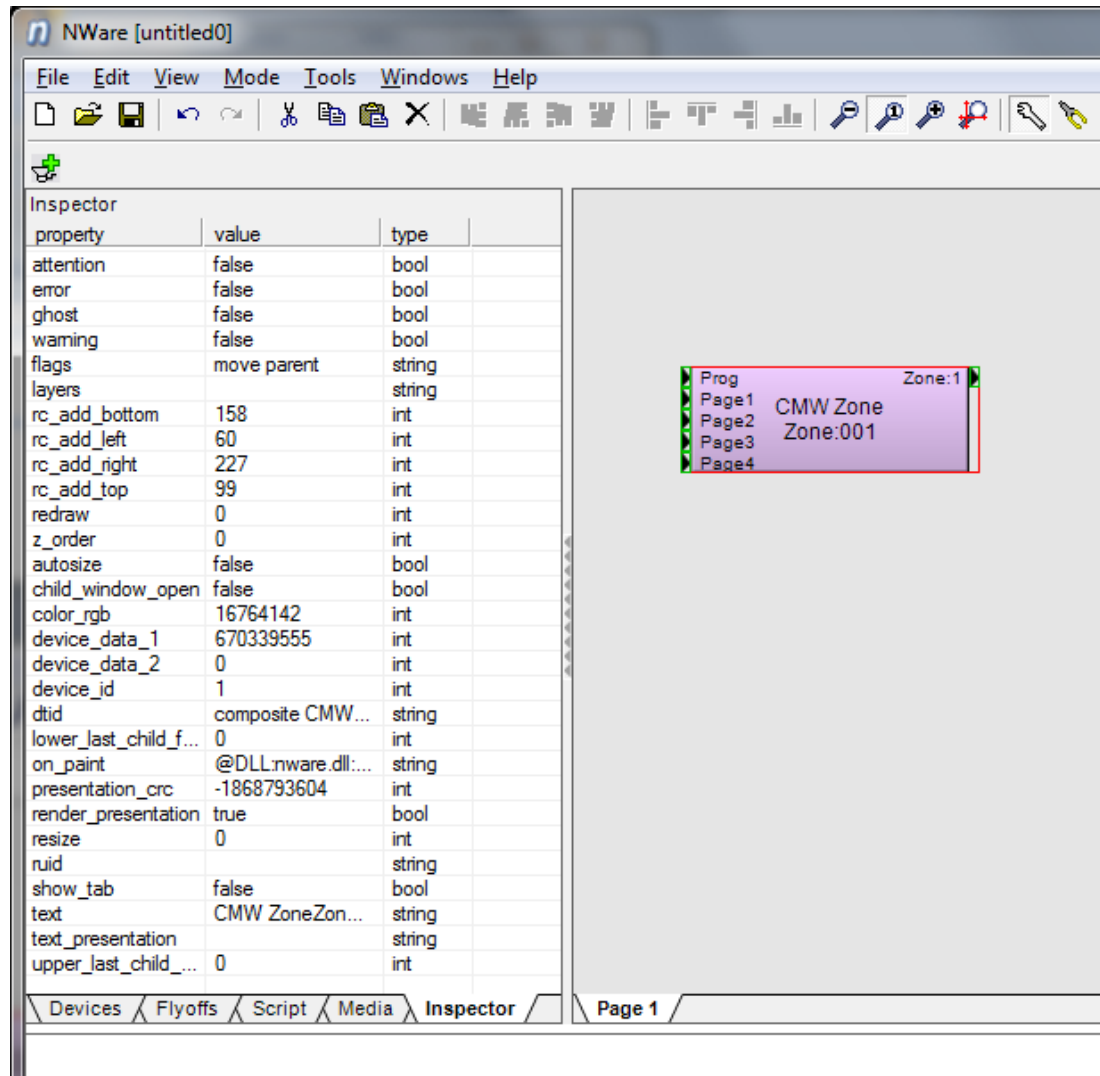 NWare [untitled0]
File Edit View Mode Tools Windows Help
Inspector
property value type
attention false bool
error false bool
ghost false bool
warning false bool
flags move parent string
layers string
rc_add_bottom 158 int
rc_add_left 60 int
rc_add_right 227 int
rc_add_top 99 int
redraw 0 int
z_order 0 int
autosize false bool
child_window_open false bool
color_rgb 16764142 int
device_data_1 670339555 int
device_data_2 0 int
device_id 1 int
dtid composite CMW... string
lower_last_child_f... 0 int
on_paint @DLL:nware.dll:... string
presentation_crc -1868793604 int
render_presentation true bool
resize 0 int
ruid string
show_tab false bool
text CMW ZoneZon... string
text_presentation string
upper_last_child_... 0 int
Devices Flyoffs Script Media Inspector
Prog Zone:1
Page1
Page2
Page3
Page4
CMW Zone
Zone:001
Page 1